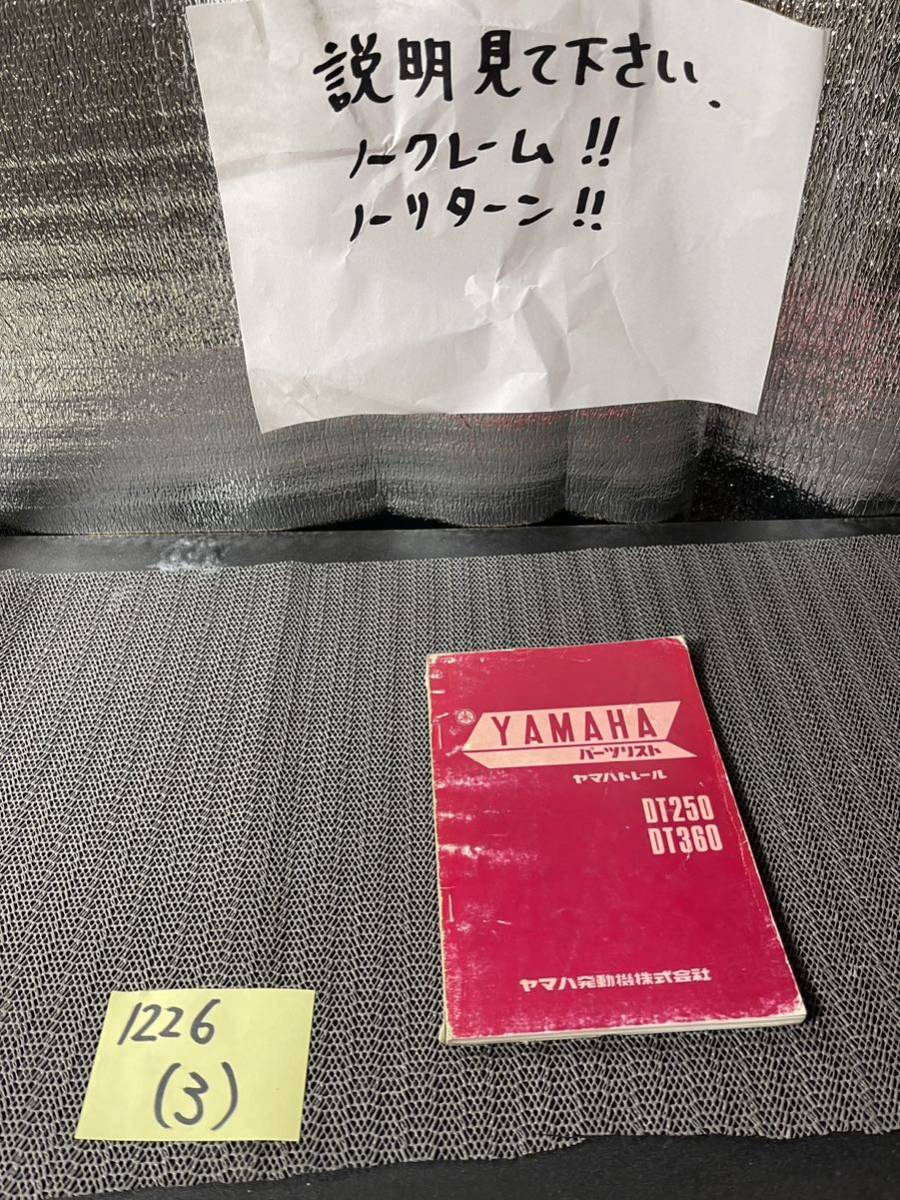 説明見て下さい.
ノークレーム!!
ノーリターン!!
YAMAHA
パーツリスト
ヤマハトレール
DT250
DT360
ヤマハ発動機株式会社
1226
(3)